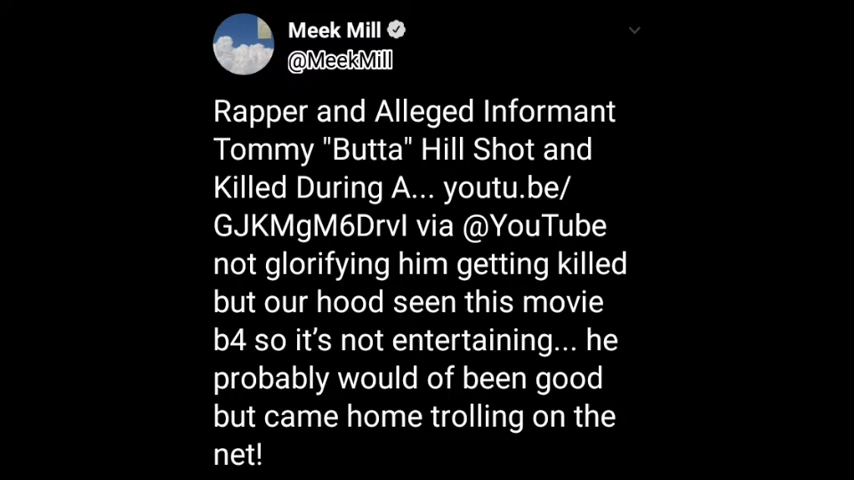 Meek Mill
@MeekMill
Rapper and Alleged Informant
Tommy "Butta" Hill Shot and
Killed During A... youtu.be/
GJKMgM6DrvI via @YouTube
not glorifying him getting killed
but our hood seen this movie
b4 so it’s not entertaining... he
probably would of been good
but came home trolling on the
net!